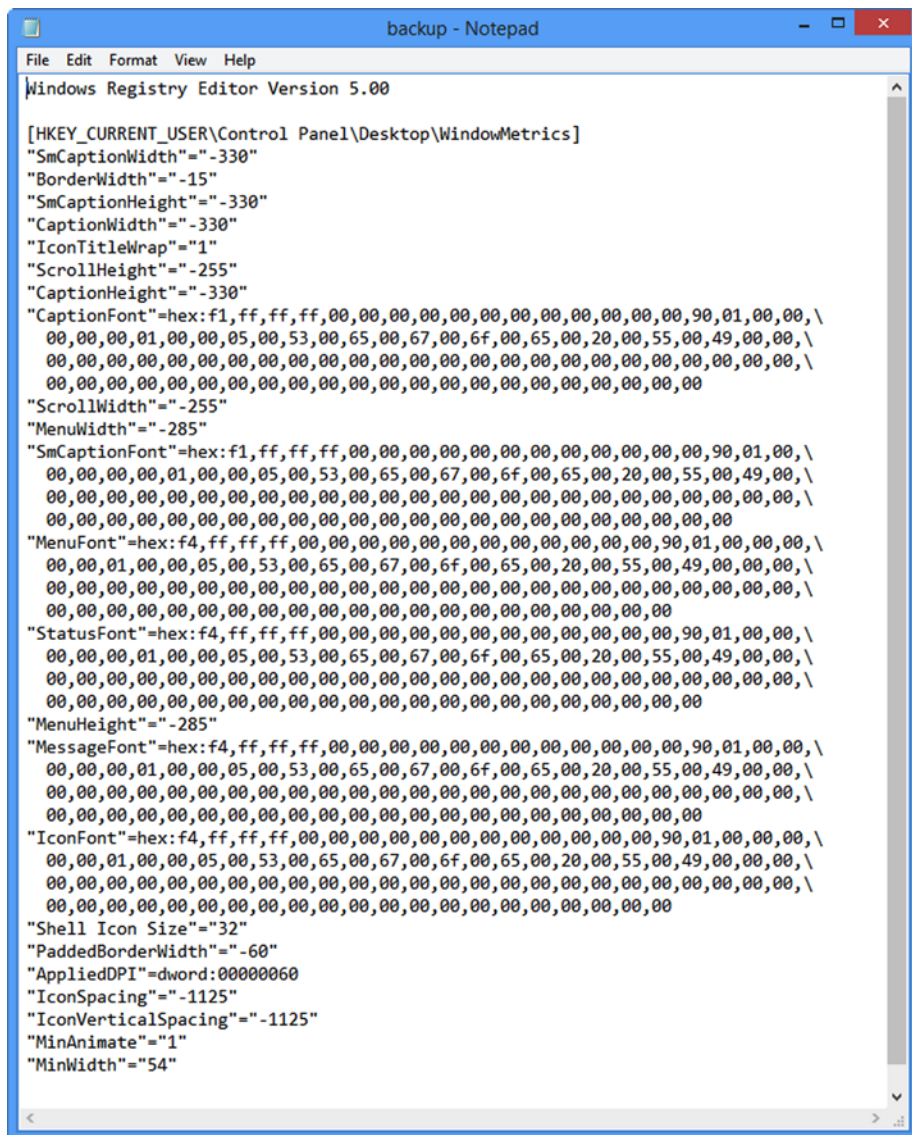 backup - Notepad
File Edit Format View Help
Windows Registry Editor Version 5.00
[HKEY_CURRENT_USER\Control Panel\Desktop\WindowMetrics]
"SmCaptionWidth"="-330"
"BorderWidth"="-15"
"SmCaptionHeight"="-330"
"CaptionWidth"="-330"
"IconTitleWrap"="1"
"ScrollHeight"="-255"
"CaptionHeight"="-330"
"CaptionFont"=hex:f1,ff,ff,ff,00,00,00,00,00,00,00,00,00,00,00,00,90,01,00,00,\
00,00,00,01,00,00,05,00,53,00,65,00,67,00,6f,00,65,00,20,00,55,00,49,00,00,\
00,00,00,00,00,00,00,00,00,00,00,00,00,00,00,00,00,00,00,00,00,00,00,00,00,\
00,00,00,00,00,00,00,00,00,00,00,00,00,00,00,00,00,00,00,00,00,00
"ScrollWidth"="-255"
"MenuWidth"="-285"
"SmCaptionFont"=hex:f1,ff,ff,ff,00,00,00,00,00,00,00,00,00,00,00,00,90,01,00,\
00,00,00,00,01,00,00,05,00,53,00,65,00,67,00,6f,00,65,00,20,00,55,00,49,00,\
00,00,00,00,00,00,00,00,00,00,00,00,00,00,00,00,00,00,00,00,00,00,00,00,00,\
00,00,00,00,00,00,00,00,00,00,00,00,00,00,00,00,00,00,00,00,00,00,00
"MenuFont"=hex:f4,ff,ff,ff,00,00,00,00,00,00,00,00,00,00,00,00,90,01,00,00,00,\
00,00,01,00,00,05,00,53,00,65,00,67,00,6f,00,65,00,20,00,55,00,49,00,00,00,\
00,00,00,00,00,00,00,00,00,00,00,00,00,00,00,00,00,00,00,00,00,00,00,00,00,\
00,00,00,00,00,00,00,00,00,00,00,00,00,00,00,00,00,00,00,00,00
"StatusFont"=hex:f4,ff,ff,ff,00,00,00,00,00,00,00,00,00,00,00,00,90,01,00,00,\
00,00,00,01,00,00,05,00,53,00,65,00,67,00,6f,00,65,00,20,00,55,00,49,00,00,\
00,00,00,00,00,00,00,00,00,00,00,00,00,00,00,00,00,00,00,00,00,00,00,00,00,\
00,00,00,00,00,00,00,00,00,00,00,00,00,00,00,00,00,00,00,00,00,00
"MenuHeight"="-285"
"MessageFont"=hex:f4,ff,ff,ff,00,00,00,00,00,00,00,00,00,00,00,00,90,01,00,00,\
00,00,00,01,00,00,05,00,53,00,65,00,67,00,6f,00,65,00,20,00,55,00,49,00,00,\
00,00,00,00,00,00,00,00,00,00,00,00,00,00,00,00,00,00,00,00,00,00,00,00,00,\
00,00,00,00,00,00,00,00,00,00,00,00,00,00,00,00,00,00,00,00,00,00
"IconFont"=hex:f4,ff,ff,ff,00,00,00,00,00,00,00,00,00,00,00,00,90,01,00,00,00,\
00,00,01,00,00,05,00,53,00,65,00,67,00,6f,00,65,00,20,00,55,00,49,00,00,00,\
00,00,00,00,00,00,00,00,00,00,00,00,00,00,00,00,00,00,00,00,00,00,00,00,00,\
00,00,00,00,00,00,00,00,00,00,00,00,00,00,00,00,00,00,00,00,00
"Shell Icon Size"="32"
"PaddedBorderWidth"="-60"
"AppliedDPI"=dword:00000060
"IconSpacing"="-1125"
"IconVerticalSpacing"="-1125"
"MinAnimate"="1"
"MinWidth"="54"